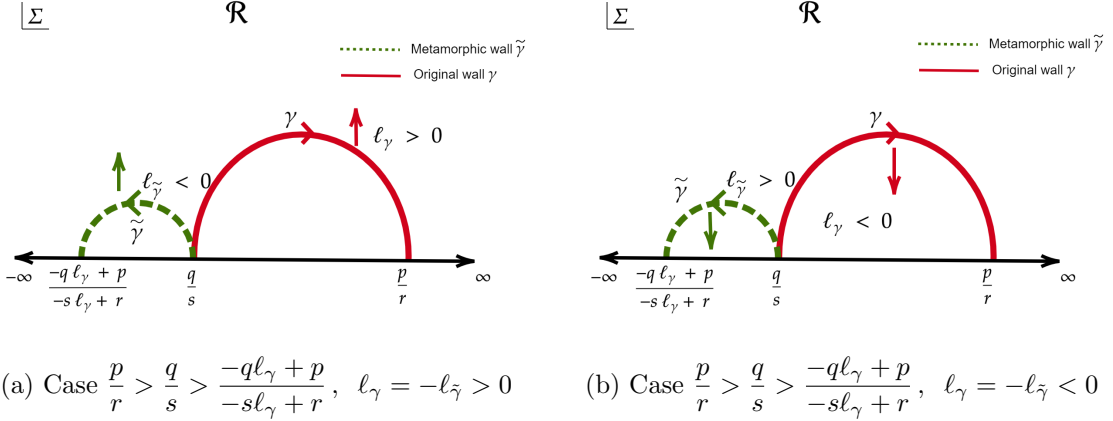 Σ
ℛ
Metamorphic wall γ̃
Original wall γ
γ
ℓ_γ > 0
ℓ_γ̃ < 0
γ̃
−∞
(−q ℓ_γ + p)/(−s ℓ_γ + r)
q/s
p/r
∞
(a) Case p/r > q/s > (−qℓ_γ + p)/(−sℓ_γ + r), ℓ_γ = −ℓ_γ̃ > 0
Σ
ℛ
Metamorphic wall γ̃
Original wall γ
γ
γ̃
ℓ_γ̃ > 0
ℓ_γ < 0
−∞
(−q ℓ_γ + p)/(−s ℓ_γ + r)
q/s
p/r
∞
(b) Case p/r > q/s > (−qℓ_γ + p)/(−sℓ_γ + r), ℓ_γ = −ℓ_γ̃ < 0